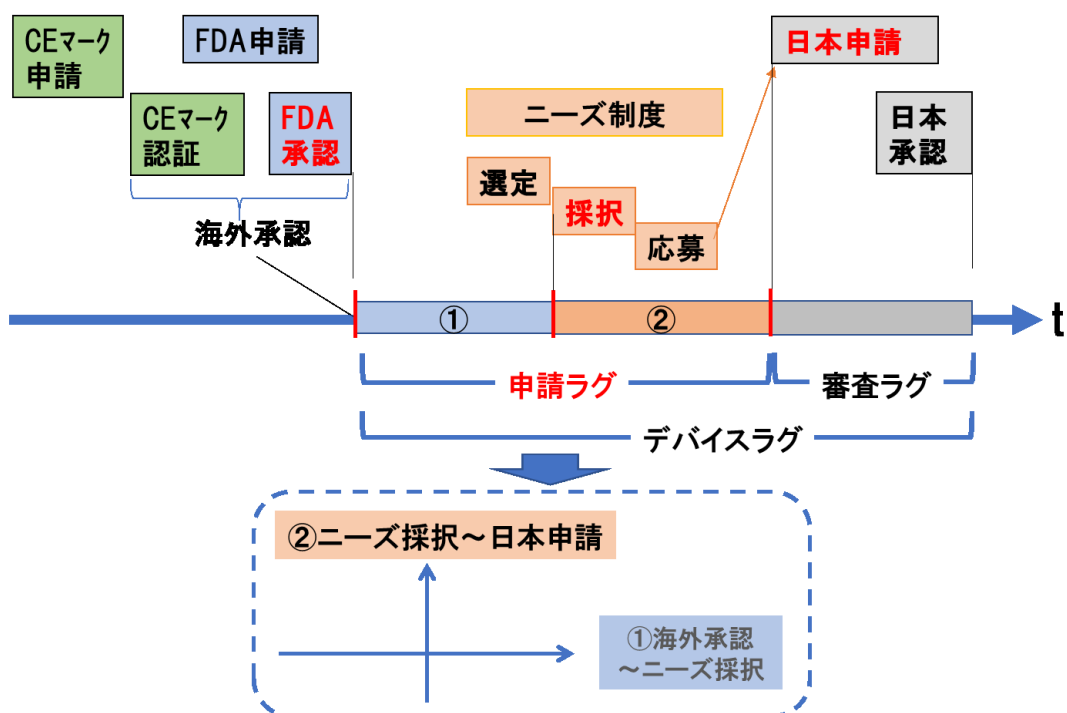 CEマーク
申請
FDA申請
日本申請
CEマーク
認証
FDA
承認
ニーズ制度
日本
承認
選定
採択
応募
海外承認
①
②
t
申請ラグ
審査ラグ
デバイスラグ
②ニーズ採択～日本申請
①海外承認
～ニーズ採択